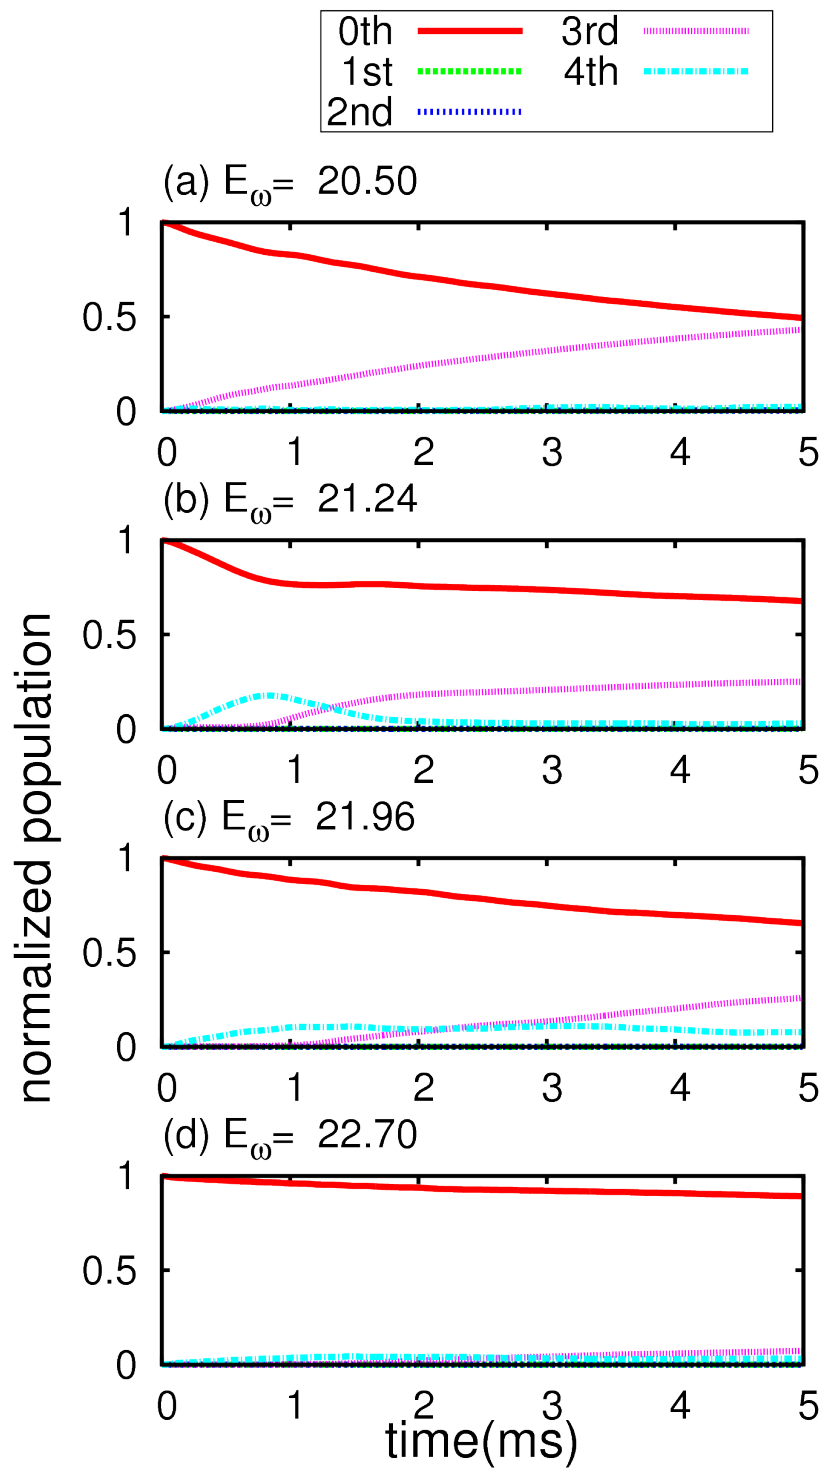 0th 3rd
1st 4th
2nd
(a) Eω= 20.50
1
0.5
0
0 1 2 3 4 5
(b) Eω= 21.24
1
0.5
0
0 1 2 3 4 5
(c) Eω= 21.96
1
0.5
0
0 1 2 3 4 5
(d) Eω= 22.70
1
0.5
0
0 1 2 3 4 5
time(ms)
normalized population